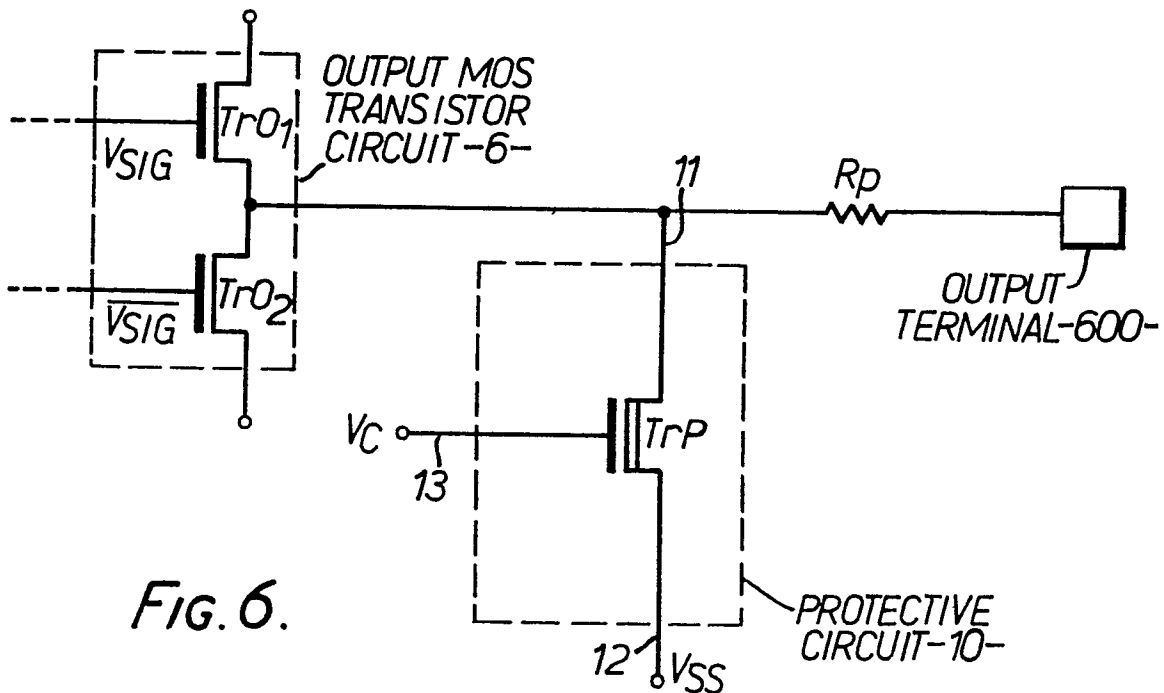 OUTPUT MOS
TRANSISTOR
CIRCUIT-6-
TrO1
VSIG
TrO2
V̅S̅I̅G̅
11
Rp
OUTPUT
TERMINAL-600-
VC
13
TrP
12
VSS
PROTECTIVE
CIRCUIT-10-
FIG. 6.